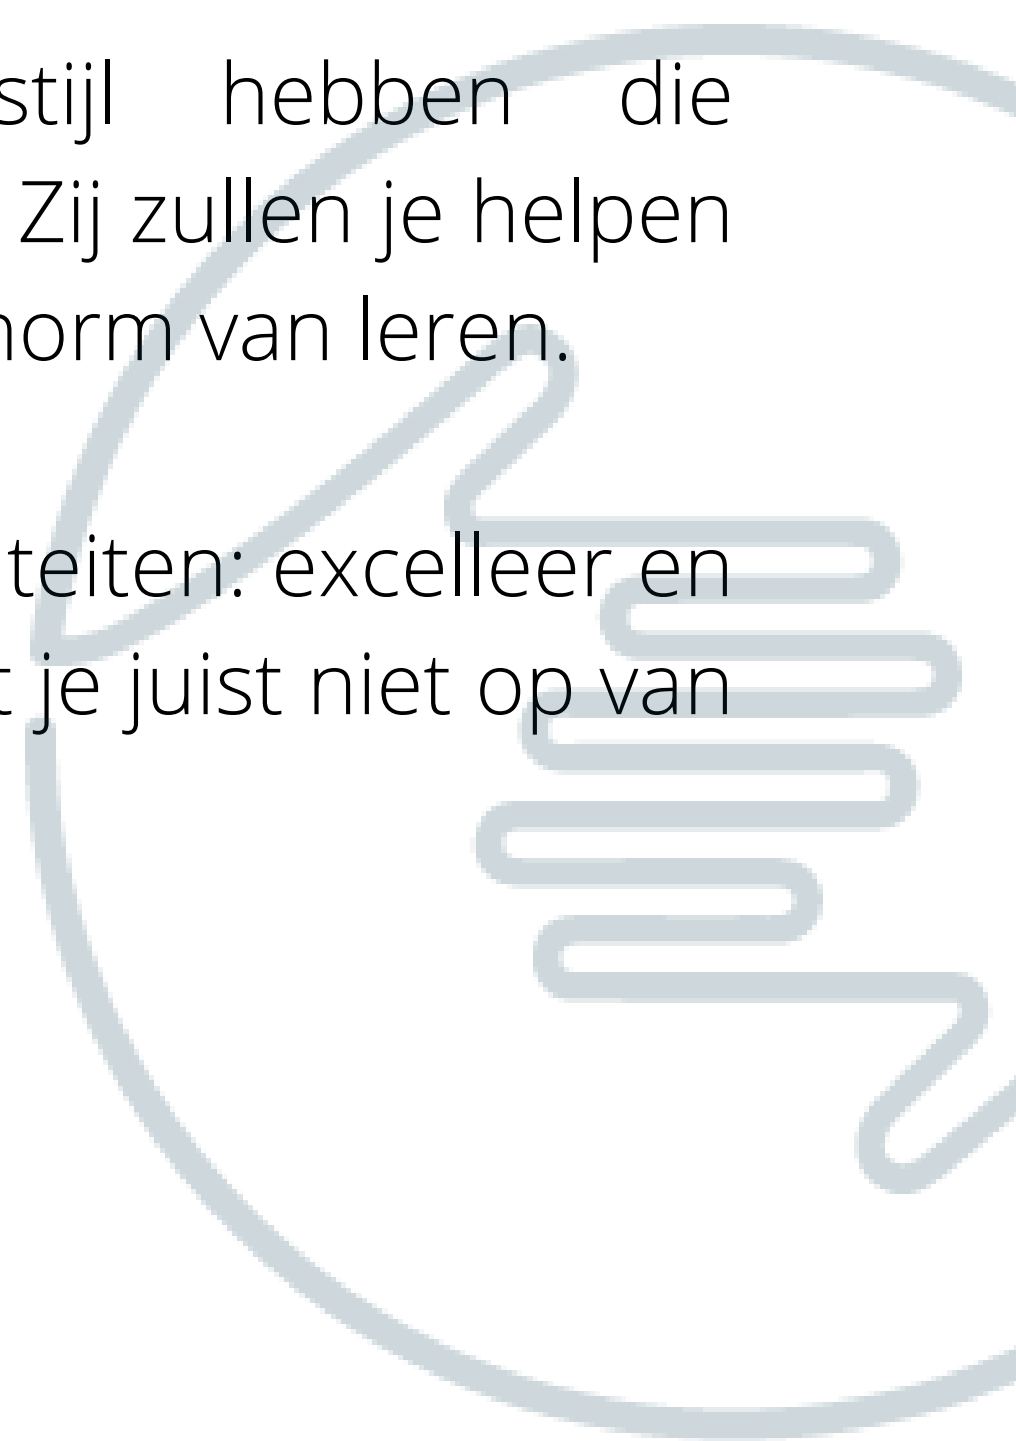 stijl hebben die
Zij zullen je helpen
norm van leren.
teiten: excelleer en
t je juist niet op van